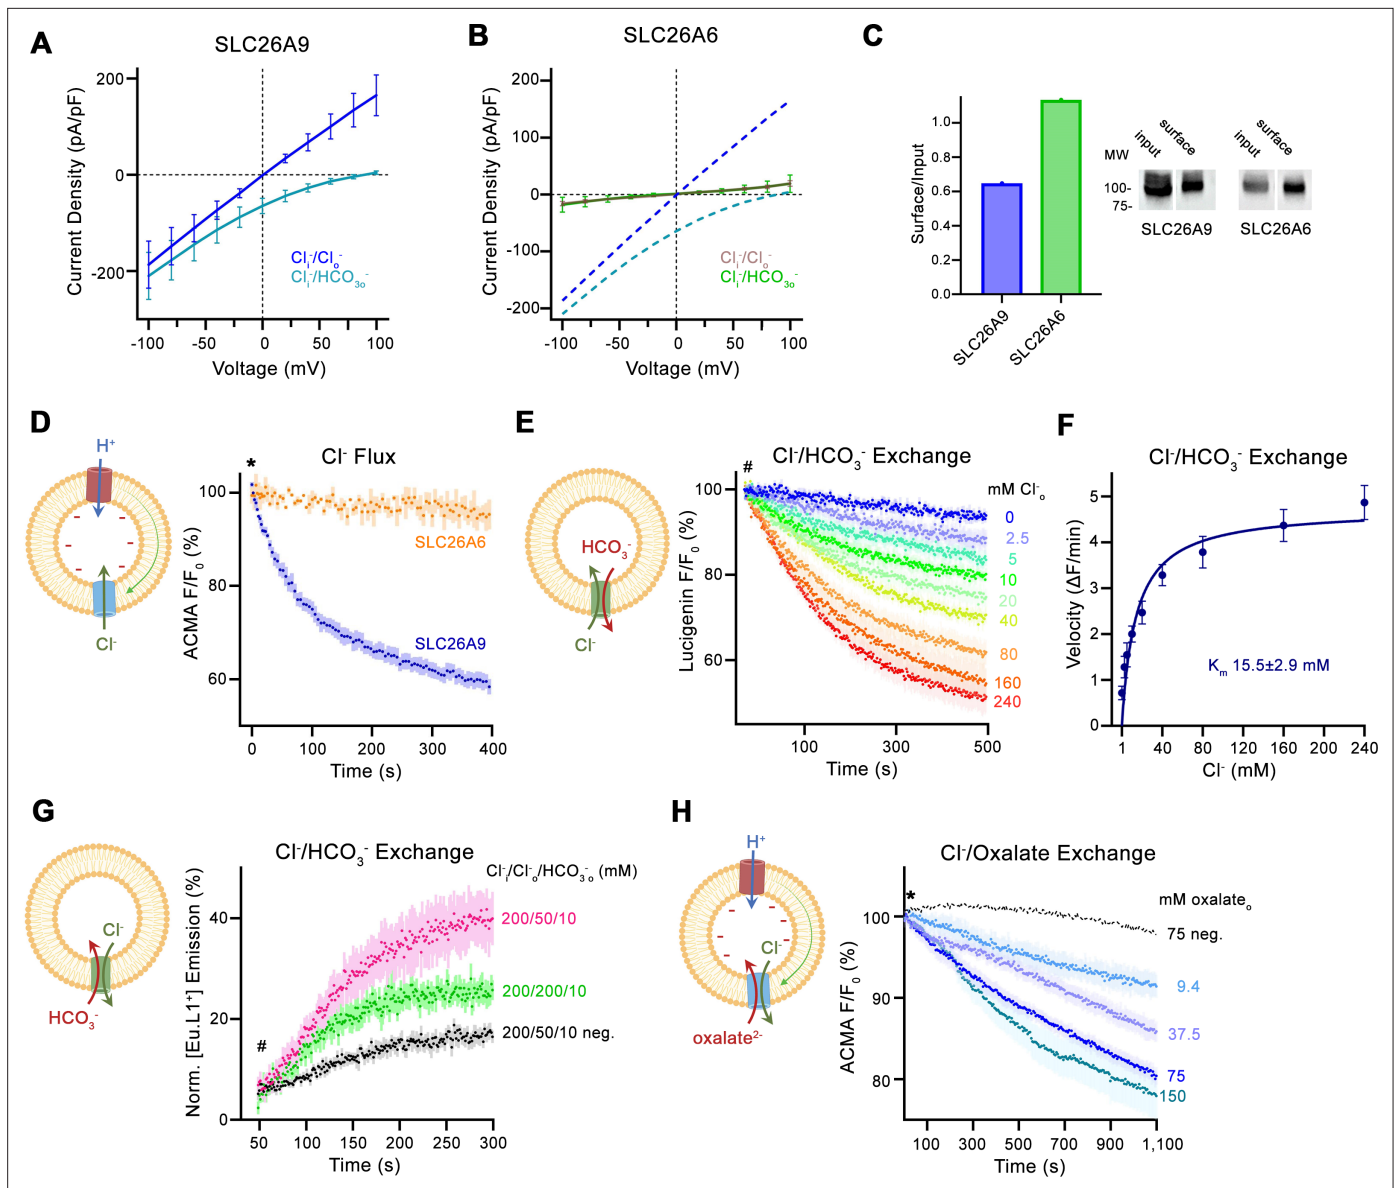 A
SLC26A9
Current Density (pA/pF)
200
100
0
-200
-100
-50
0
50
100
Voltage (mV)
Cl⁻ᵢ/Cl⁻ₒ
Cl⁻ᵢ/HCO₃ₒ⁻
B
SLC26A6
Current Density (pA/pF)
200
100
0
-100
-200
-100
-50
0
50
100
Voltage (mV)
Cl⁻ᵢ/Cl⁻ₒ
Cl⁻ᵢ/HCO₃ₒ⁻
C
Surface/Input
1.0
0.8
0.6
0.4
0.2
0.0
SLC26A9
SLC26A6
MW
input
surface
input
surface
100-
75-
SLC26A9
SLC26A6
D
H⁺
Cl⁻
Cl⁻ Flux
*
ACMA F/F₀ (%)
100
80
60
SLC26A6
SLC26A9
0
100
200
300
400
Time (s)
E
HCO₃⁻
Cl⁻
Cl⁻/HCO₃⁻ Exchange
#
mM Cl⁻ₒ
Lucigenin F/F₀ (%)
100
80
60
0
2.5
5
10
20
40
80
160
240
100
300
500
Time (s)
F
Cl⁻/HCO₃⁻ Exchange
Velocity (ΔF/min)
5
4
3
2
1
0
Kₘ 15.5±2.9 mM
1
40
80
120
160
200
240
Cl⁻ (mM)
G
Cl⁻
HCO₃⁻
Cl⁻/HCO₃⁻ Exchange
Cl⁻ᵢ/Cl⁻ₒ/HCO₃⁻ₒ (mM)
Norm. [Eu.L1⁺] Emission (%)
40
20
0
#
200/50/10
200/200/10
200/50/10 neg.
50
100
150
200
250
300
Time (s)
H
H⁺
Cl⁻
oxalate²⁻
Cl⁻/Oxalate Exchange
*
mM oxalateₒ
ACMA F/F₀ (%)
100
90
80
75 neg.
9.4
37.5
75
150
100
300
500
700
900
1,100
Time (s)